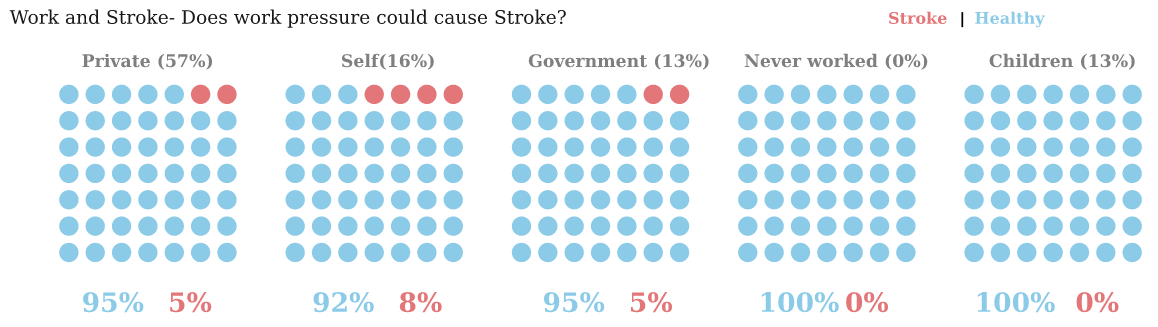 Work and Stroke- Does work pressure could cause Stroke?
Stroke | Healthy
Private (57%)
Self(16%)
Government (13%)
Never worked (0%)
Children (13%)
95% 5%
92% 8%
95% 5%
100% 0%
100% 0%